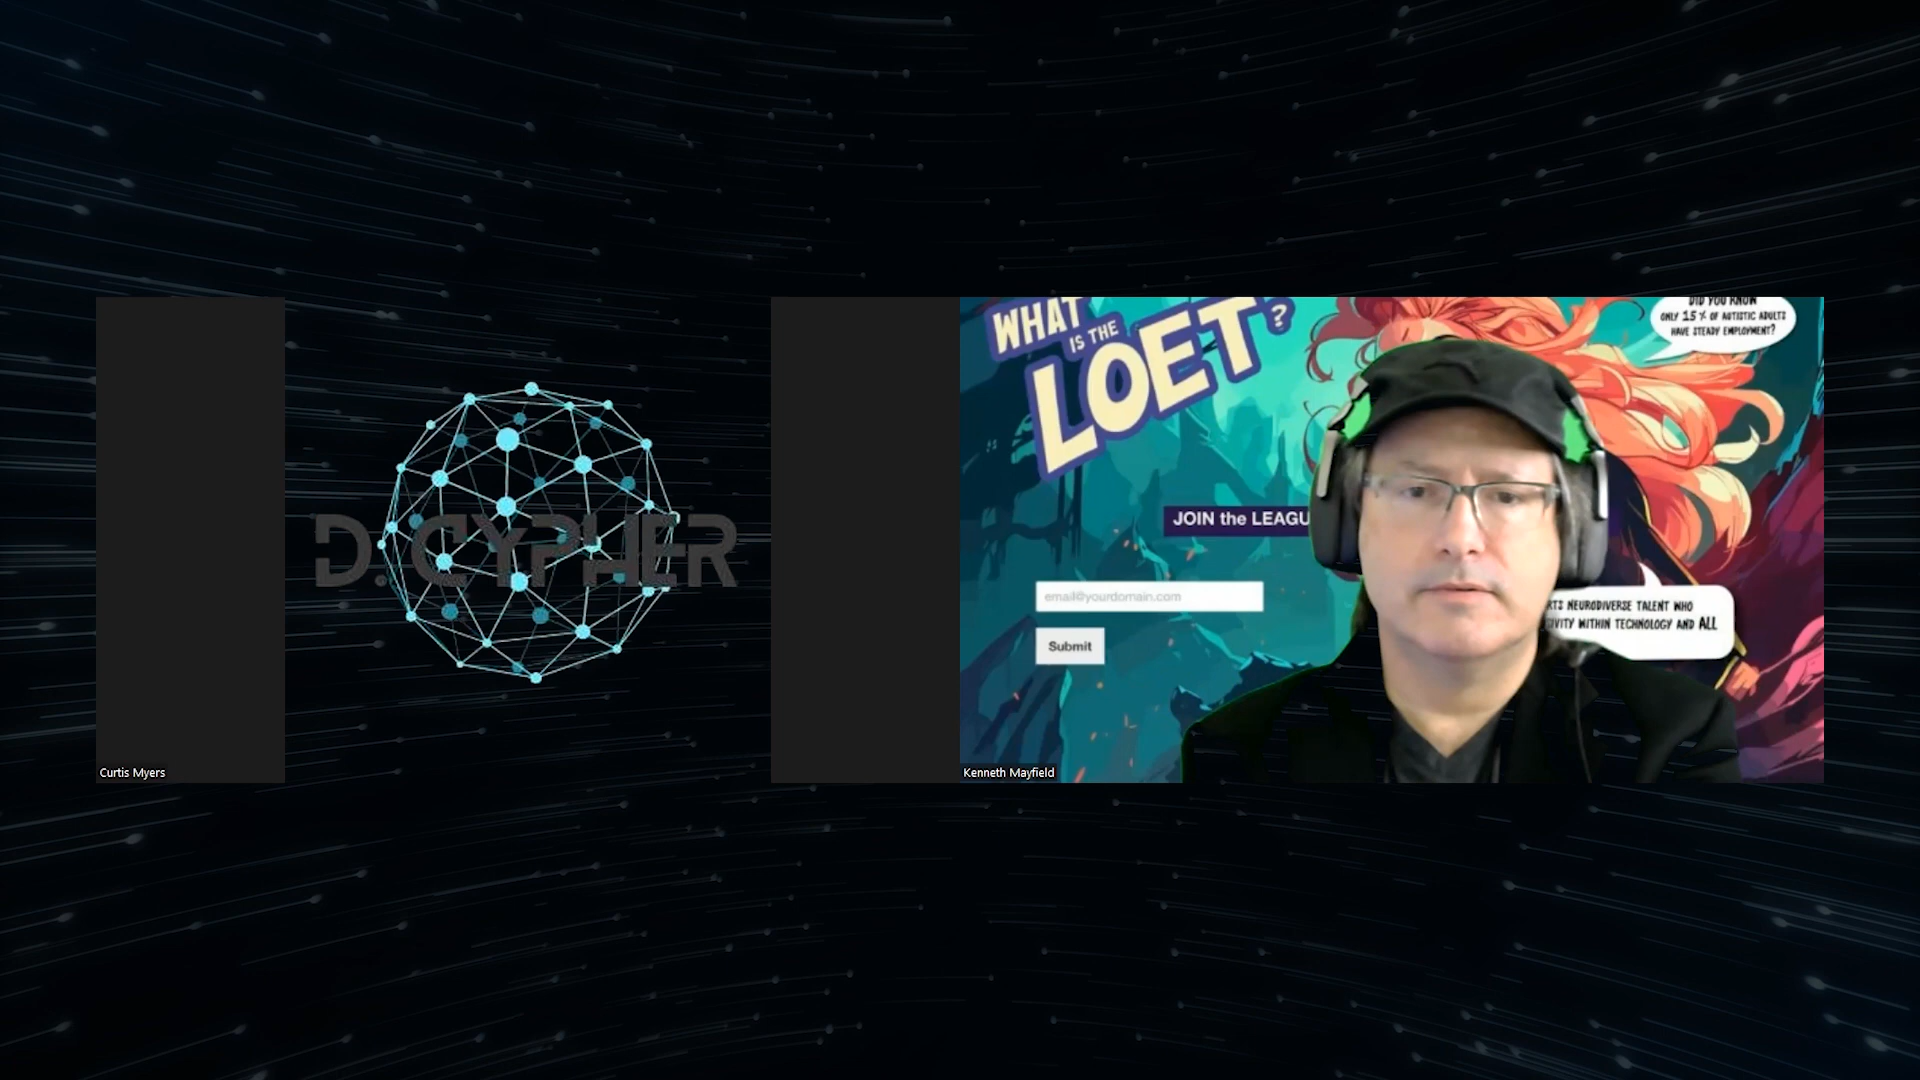 D. CYPHER
Curtis Myers
WHAT
IS THE
LOET?
JOIN the LEAGU
email@yourdomain.com
Submit
DID YOU KNOW
ONLY 15% OF AUTISTIC ADULTS
HAVE STEADY EMPLOYMENT?
RTS NEURODIVERSE TALENT WHO
IVITY WITHIN TECHNOLOGY AND ALL
Kenneth Mayfield